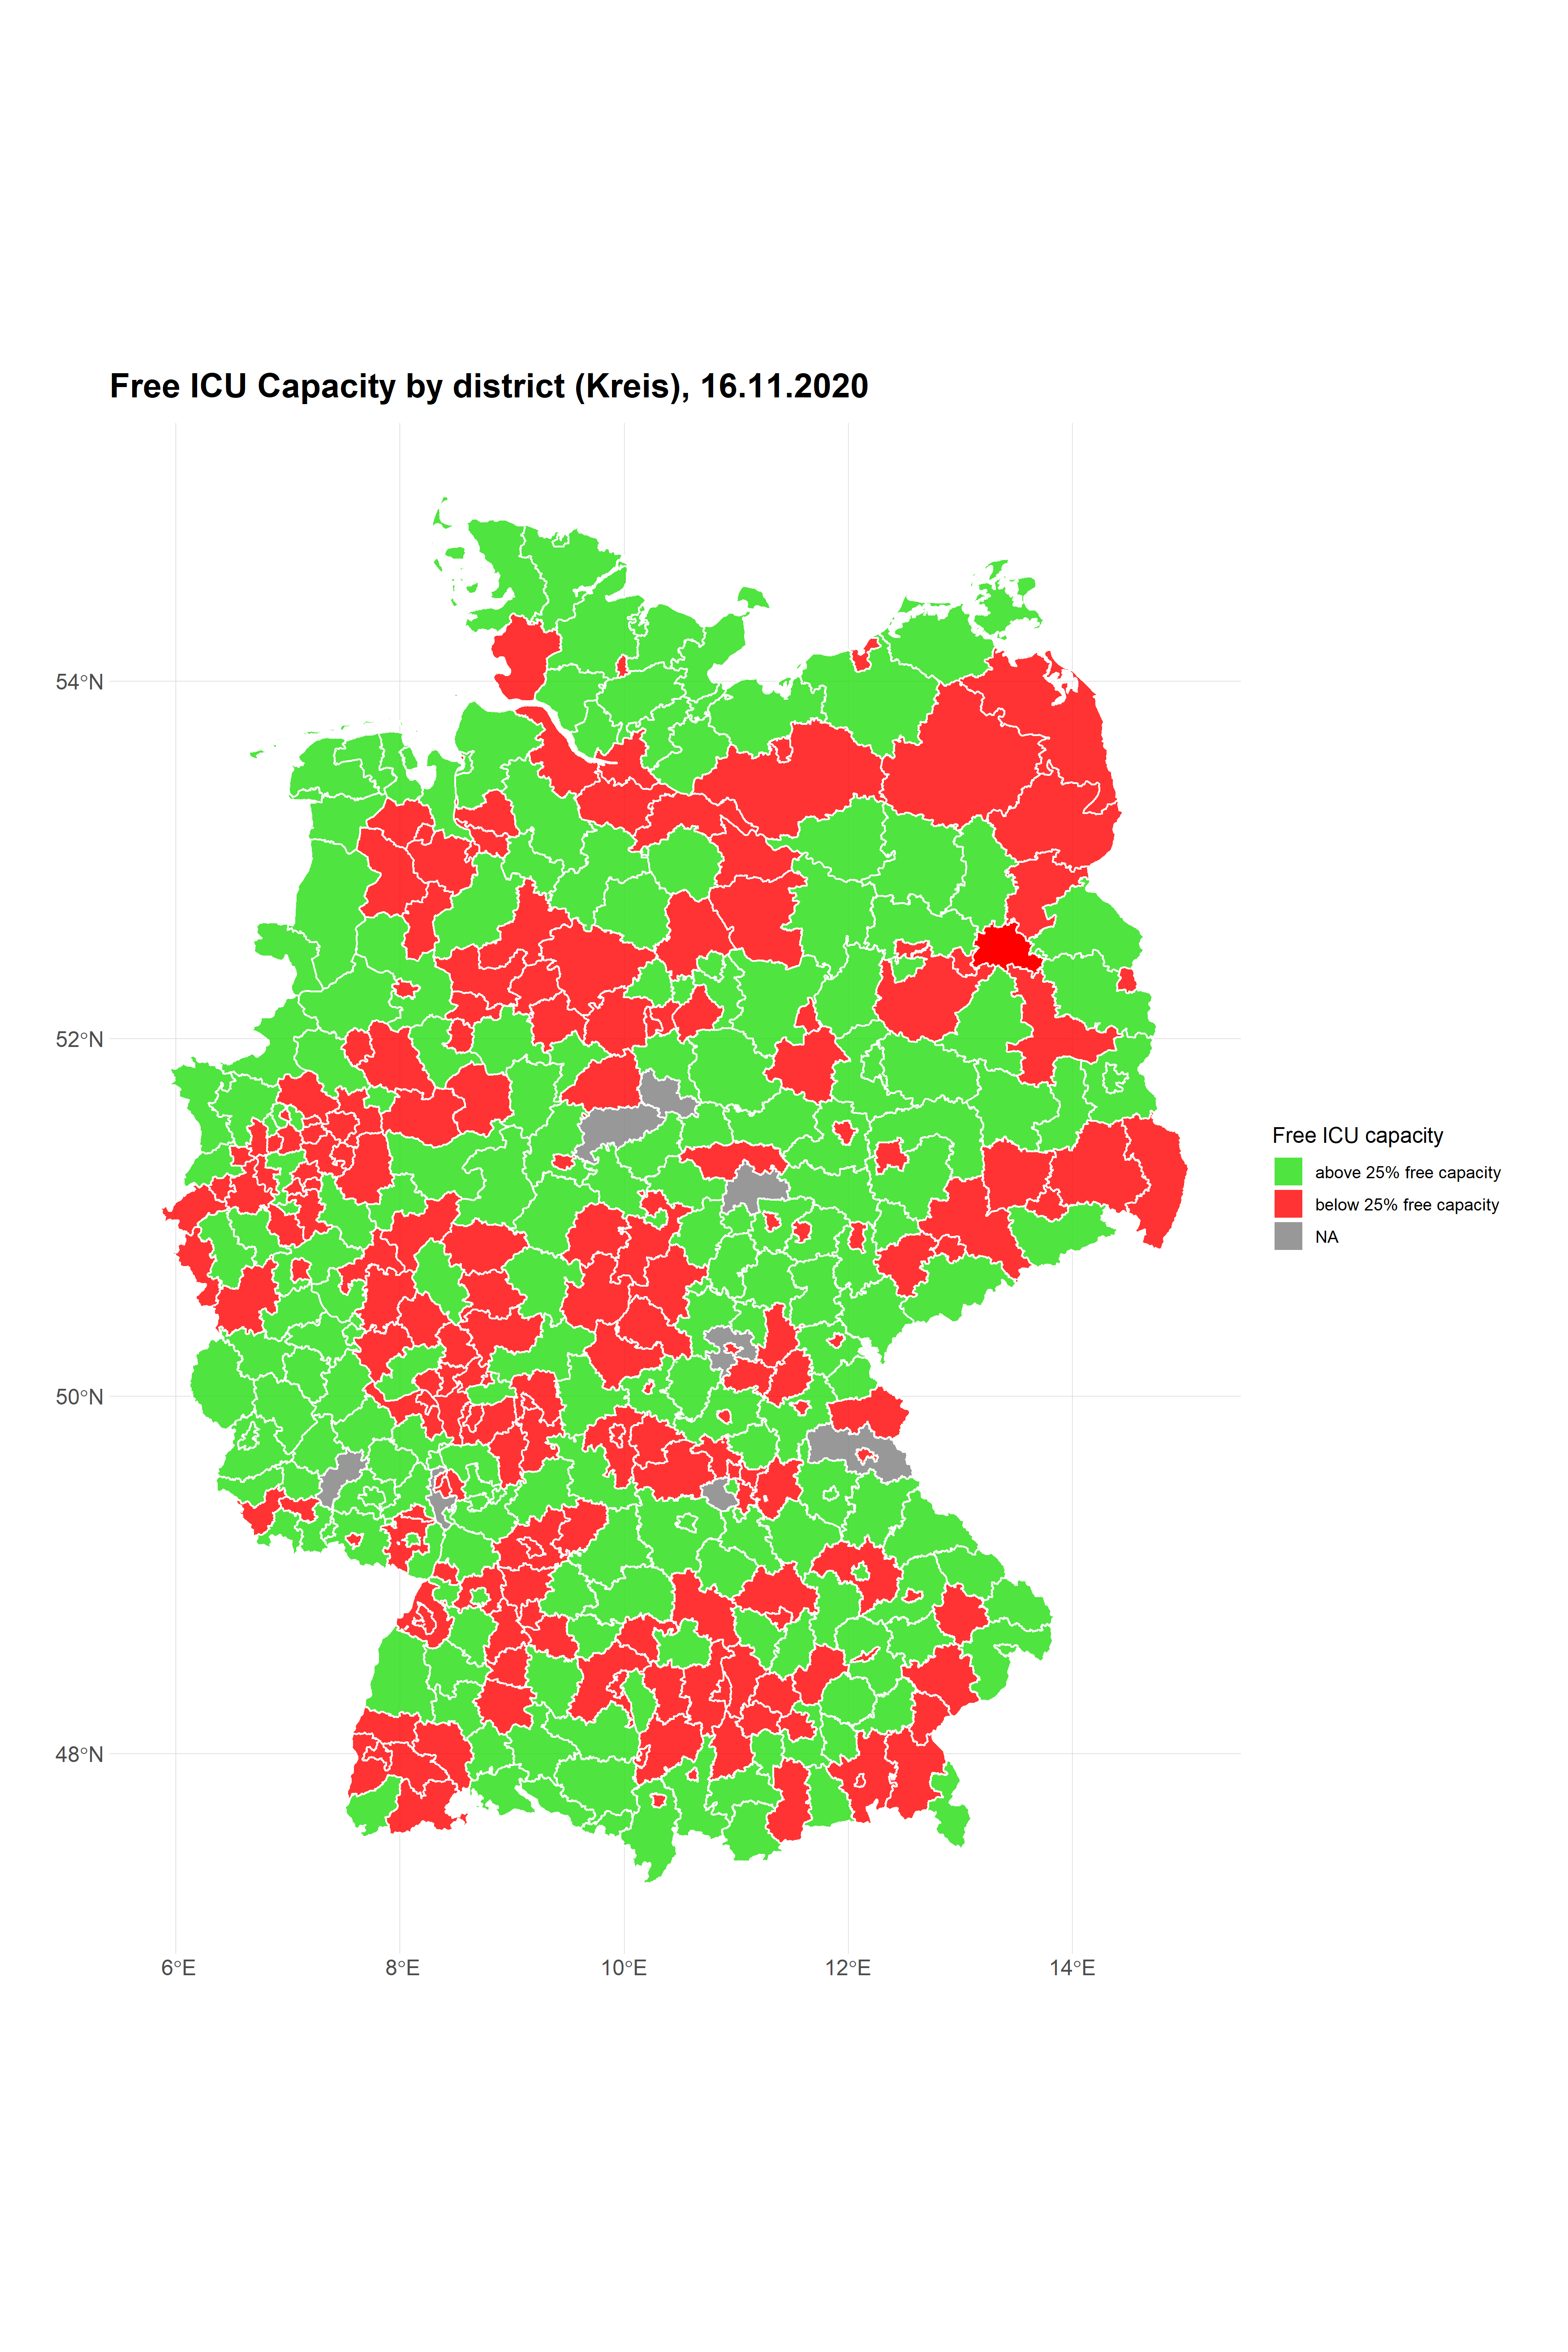 Free ICU Capacity by district (Kreis), 16.11.2020
54°N
52°N
50°N
48°N
6°E 8°E 10°E 12°E 14°E
Free ICU capacity
above 25% free capacity
below 25% free capacity
NA